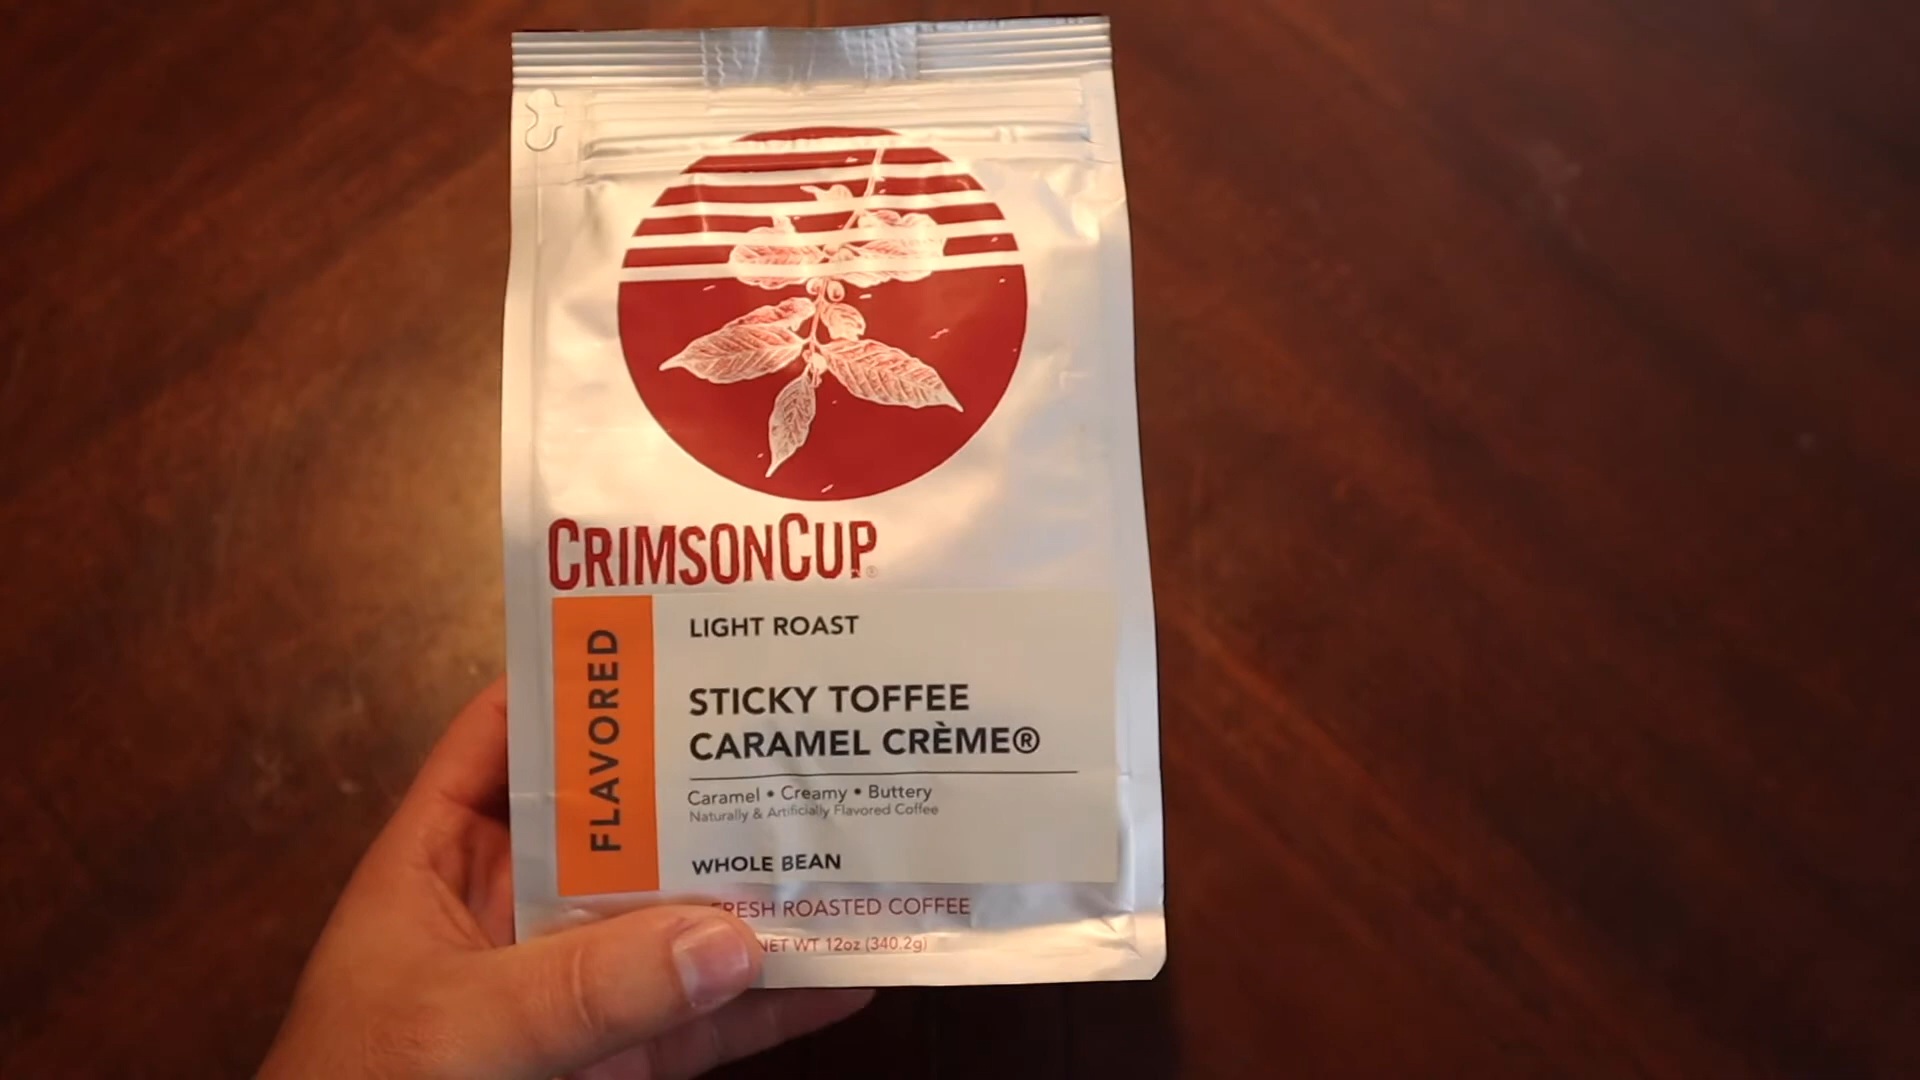 CRIMSONCUP®
FLAVORED
LIGHT ROAST
STICKY TOFFEE
CARAMEL CRÈME®
Caramel • Creamy • Buttery
Naturally & Artificially Flavored Coffee
WHOLE BEAN
FRESH ROASTED COFFEE
NET WT 12oz (340.2g)